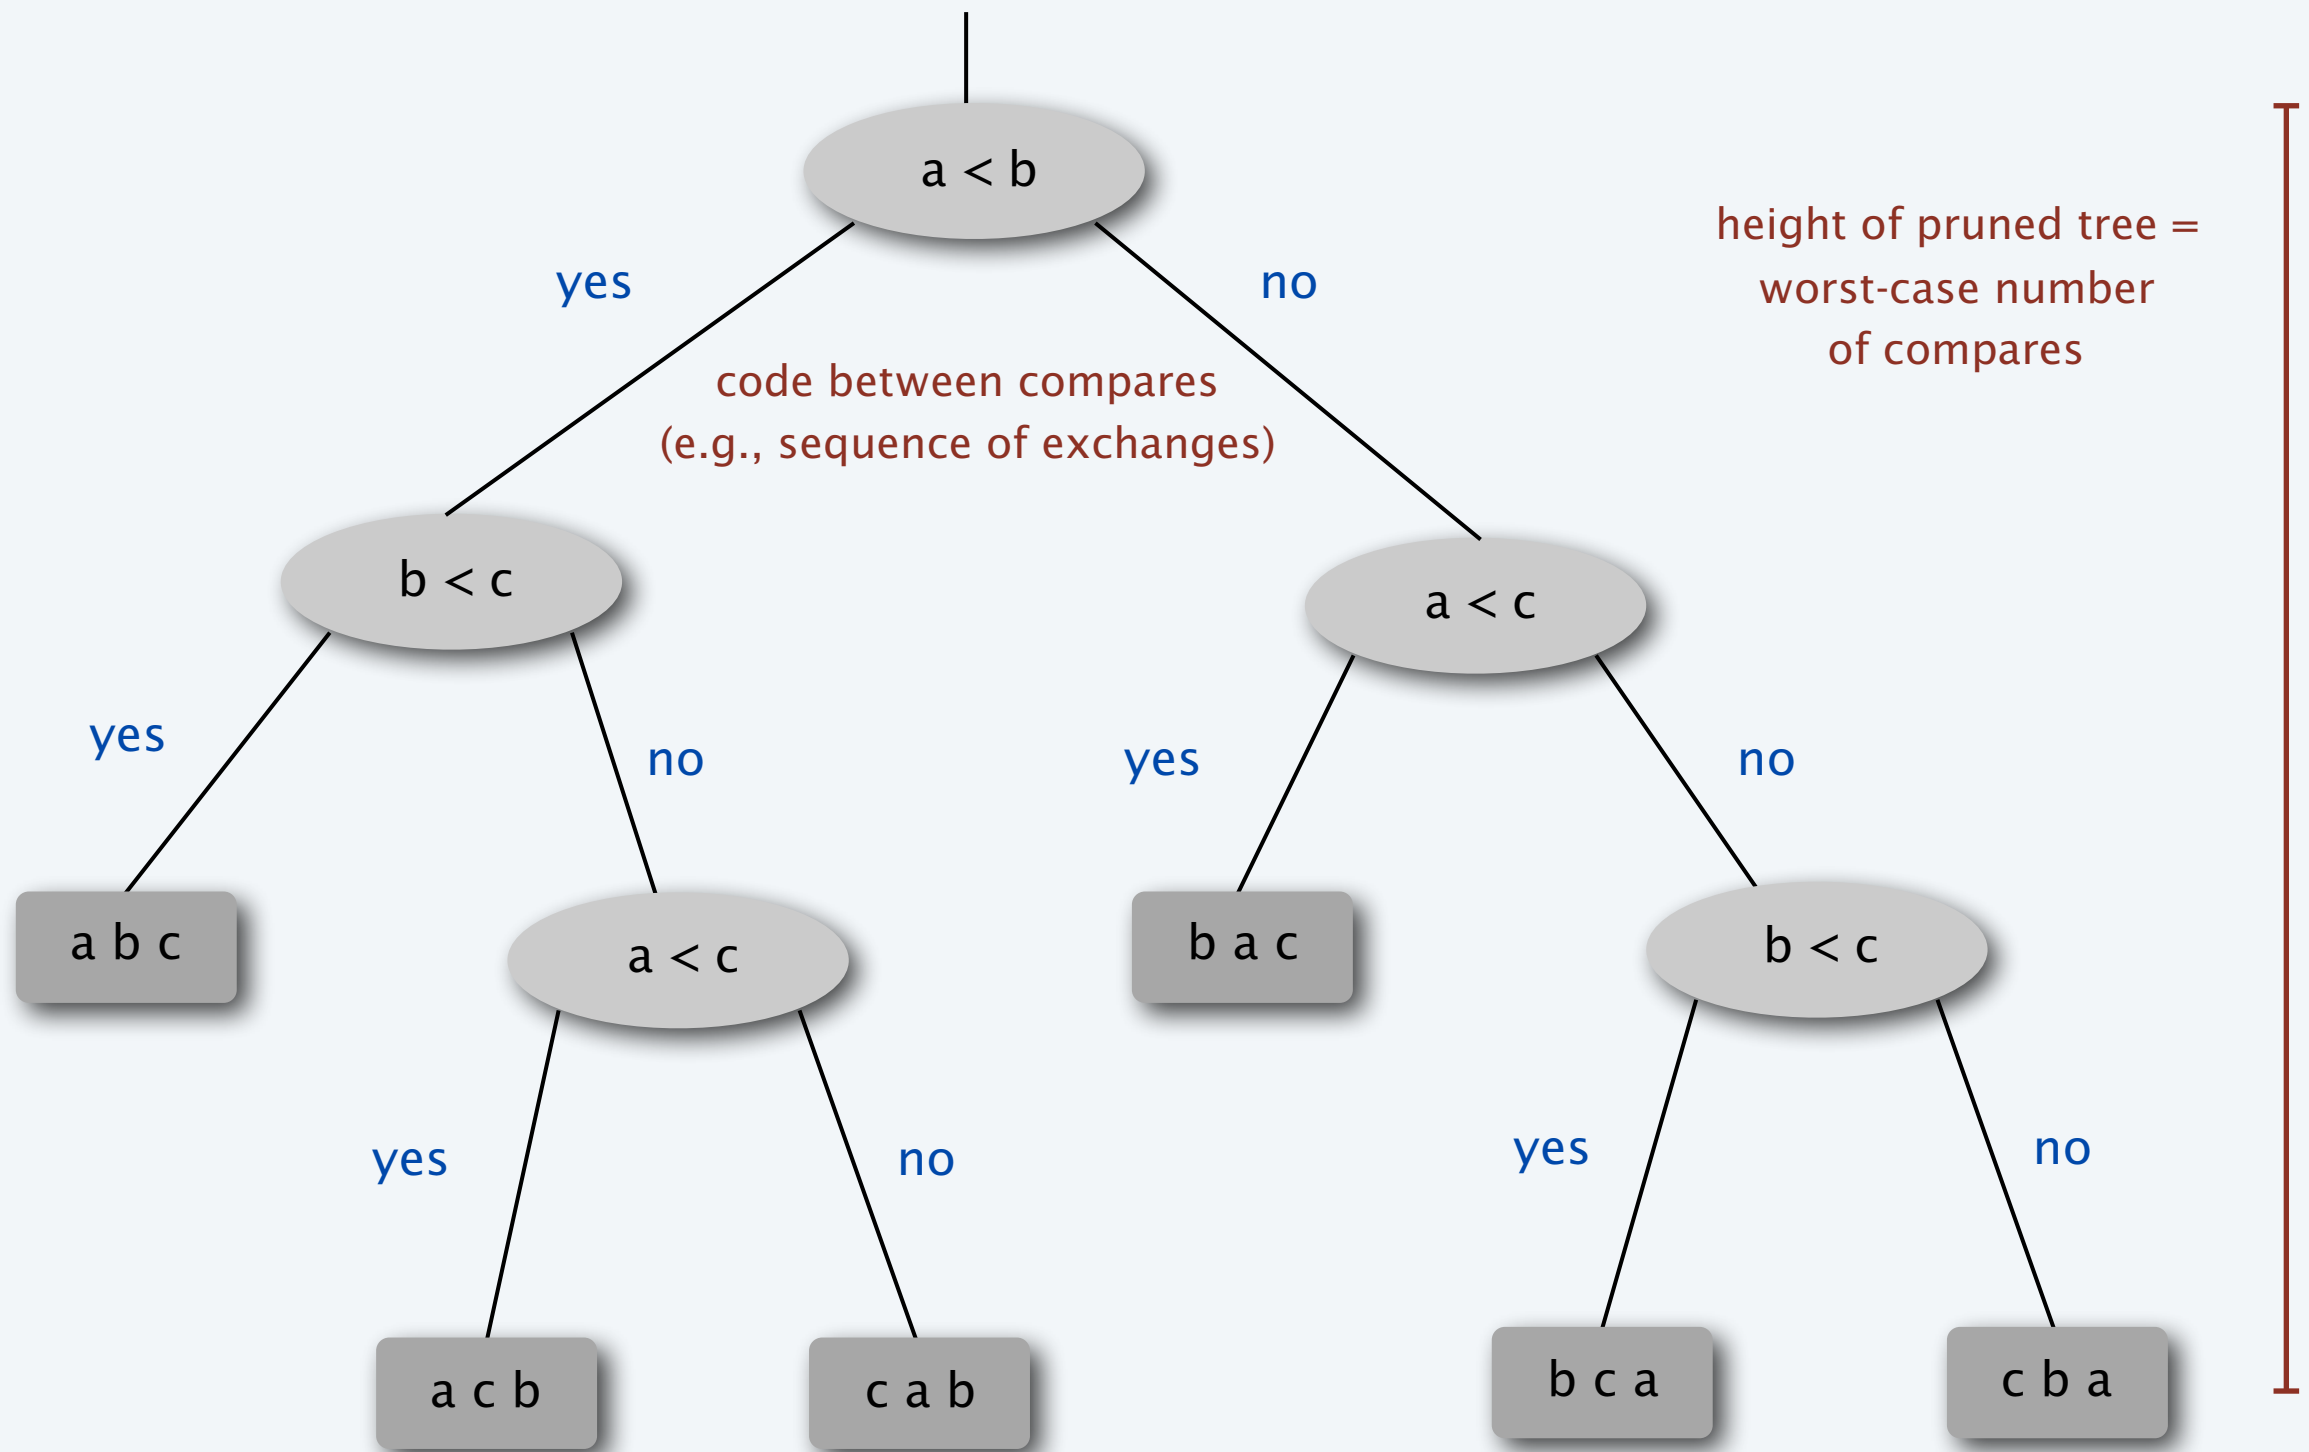 a < b
height of pruned tree =
worst-case number
of compares
yes
no
code between compares
(e.g., sequence of exchanges)
b < c
a < c
yes
no
yes
no
a b c
a < c
b a c
b < c
yes
no
yes
no
a c b
c a b
b c a
c b a